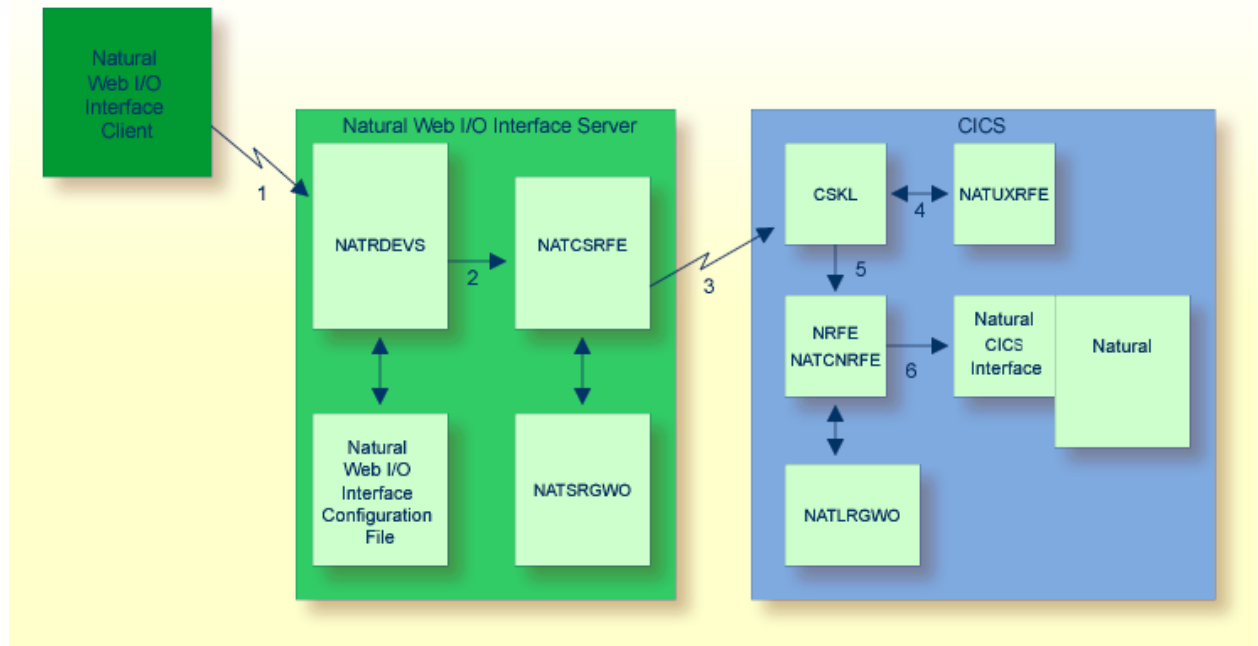 Natural
Web I/O
Interface
Client
1
Natural Web I/O Interface Server
NATRDEVS
2
NATCSRFE
Natural
Web I/O
Interface
Configuration
File
NATSRGWO
3
CICS
CSKL
4
NATUXRFE
5
NRFE
NATCNRFE
6
Natural
CICS
Interface
Natural
NATLRGWO